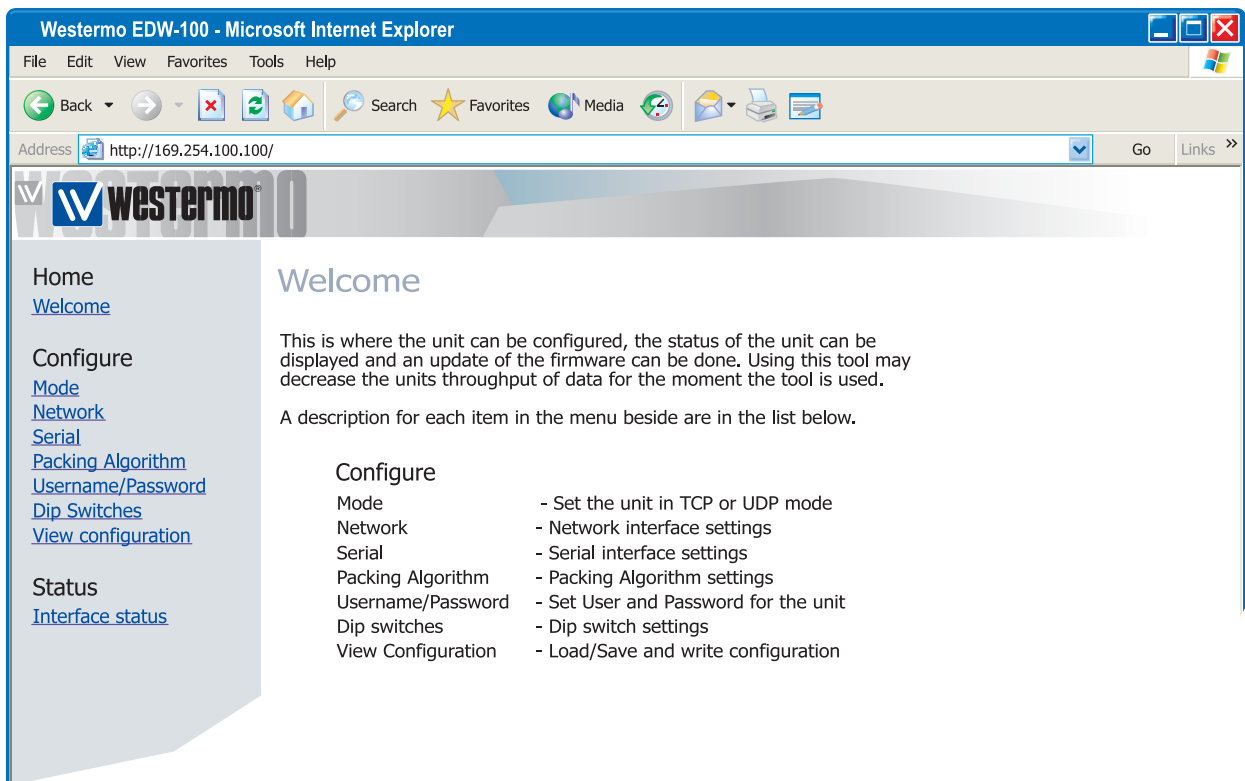 Westermo EDW-100 - Microsoft Internet Explorer
File Edit View Favorites Tools Help
Back Search Favorites Media
Address http://169.254.100.100/ Go Links »
westermo®
Home
Welcome
Configure
Mode
Network
Serial
Packing Algorithm
Username/Password
Dip Switches
View configuration
Status
Interface status
Welcome
This is where the unit can be configured, the status of the unit can be
displayed and an update of the firmware can be done. Using this tool may
decrease the units throughput of data for the moment the tool is used.
A description for each item in the menu beside are in the list below.
Configure
Mode - Set the unit in TCP or UDP mode
Network - Network interface settings
Serial - Serial interface settings
Packing Algorithm - Packing Algorithm settings
Username/Password - Set User and Password for the unit
Dip switches - Dip switch settings
View Configuration - Load/Save and write configuration